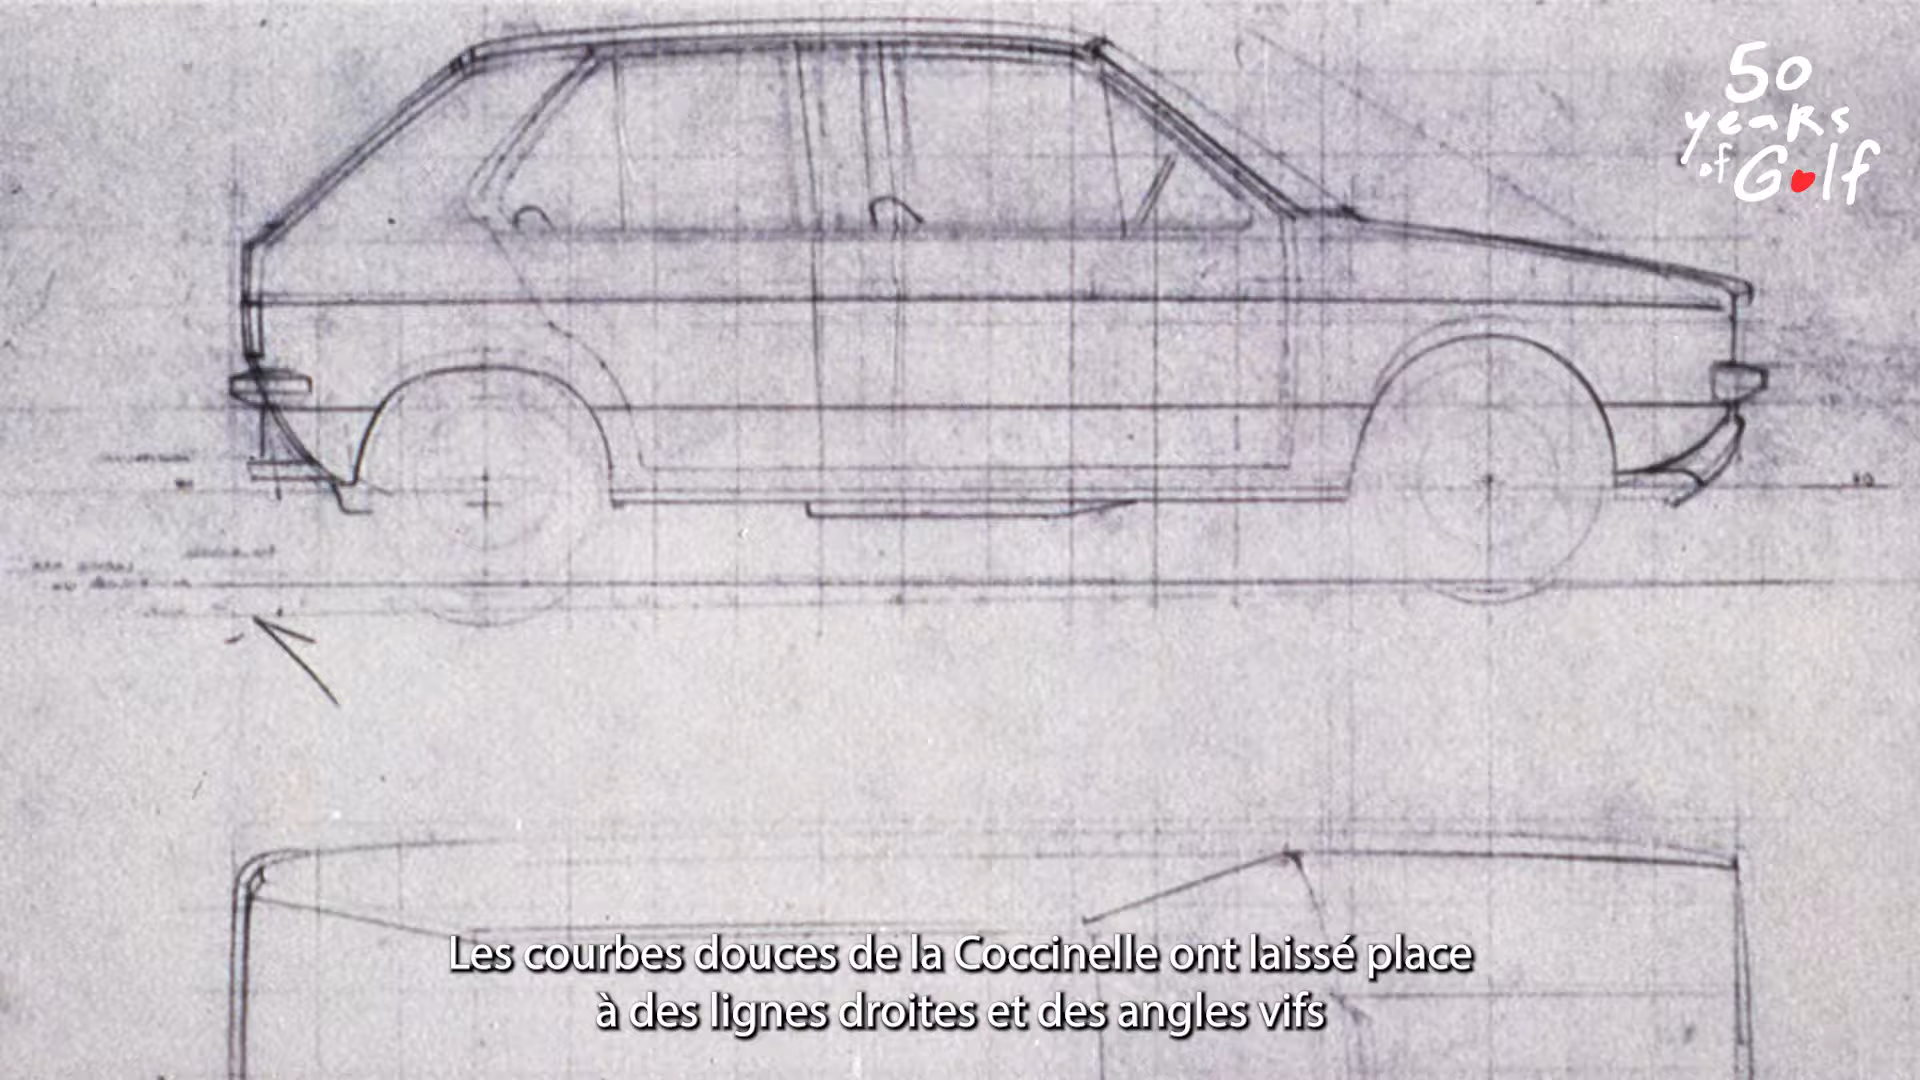 50
years
of Golf
Les courbes douces de la Coccinelle ont laissé place
à des lignes droites et des angles vifs